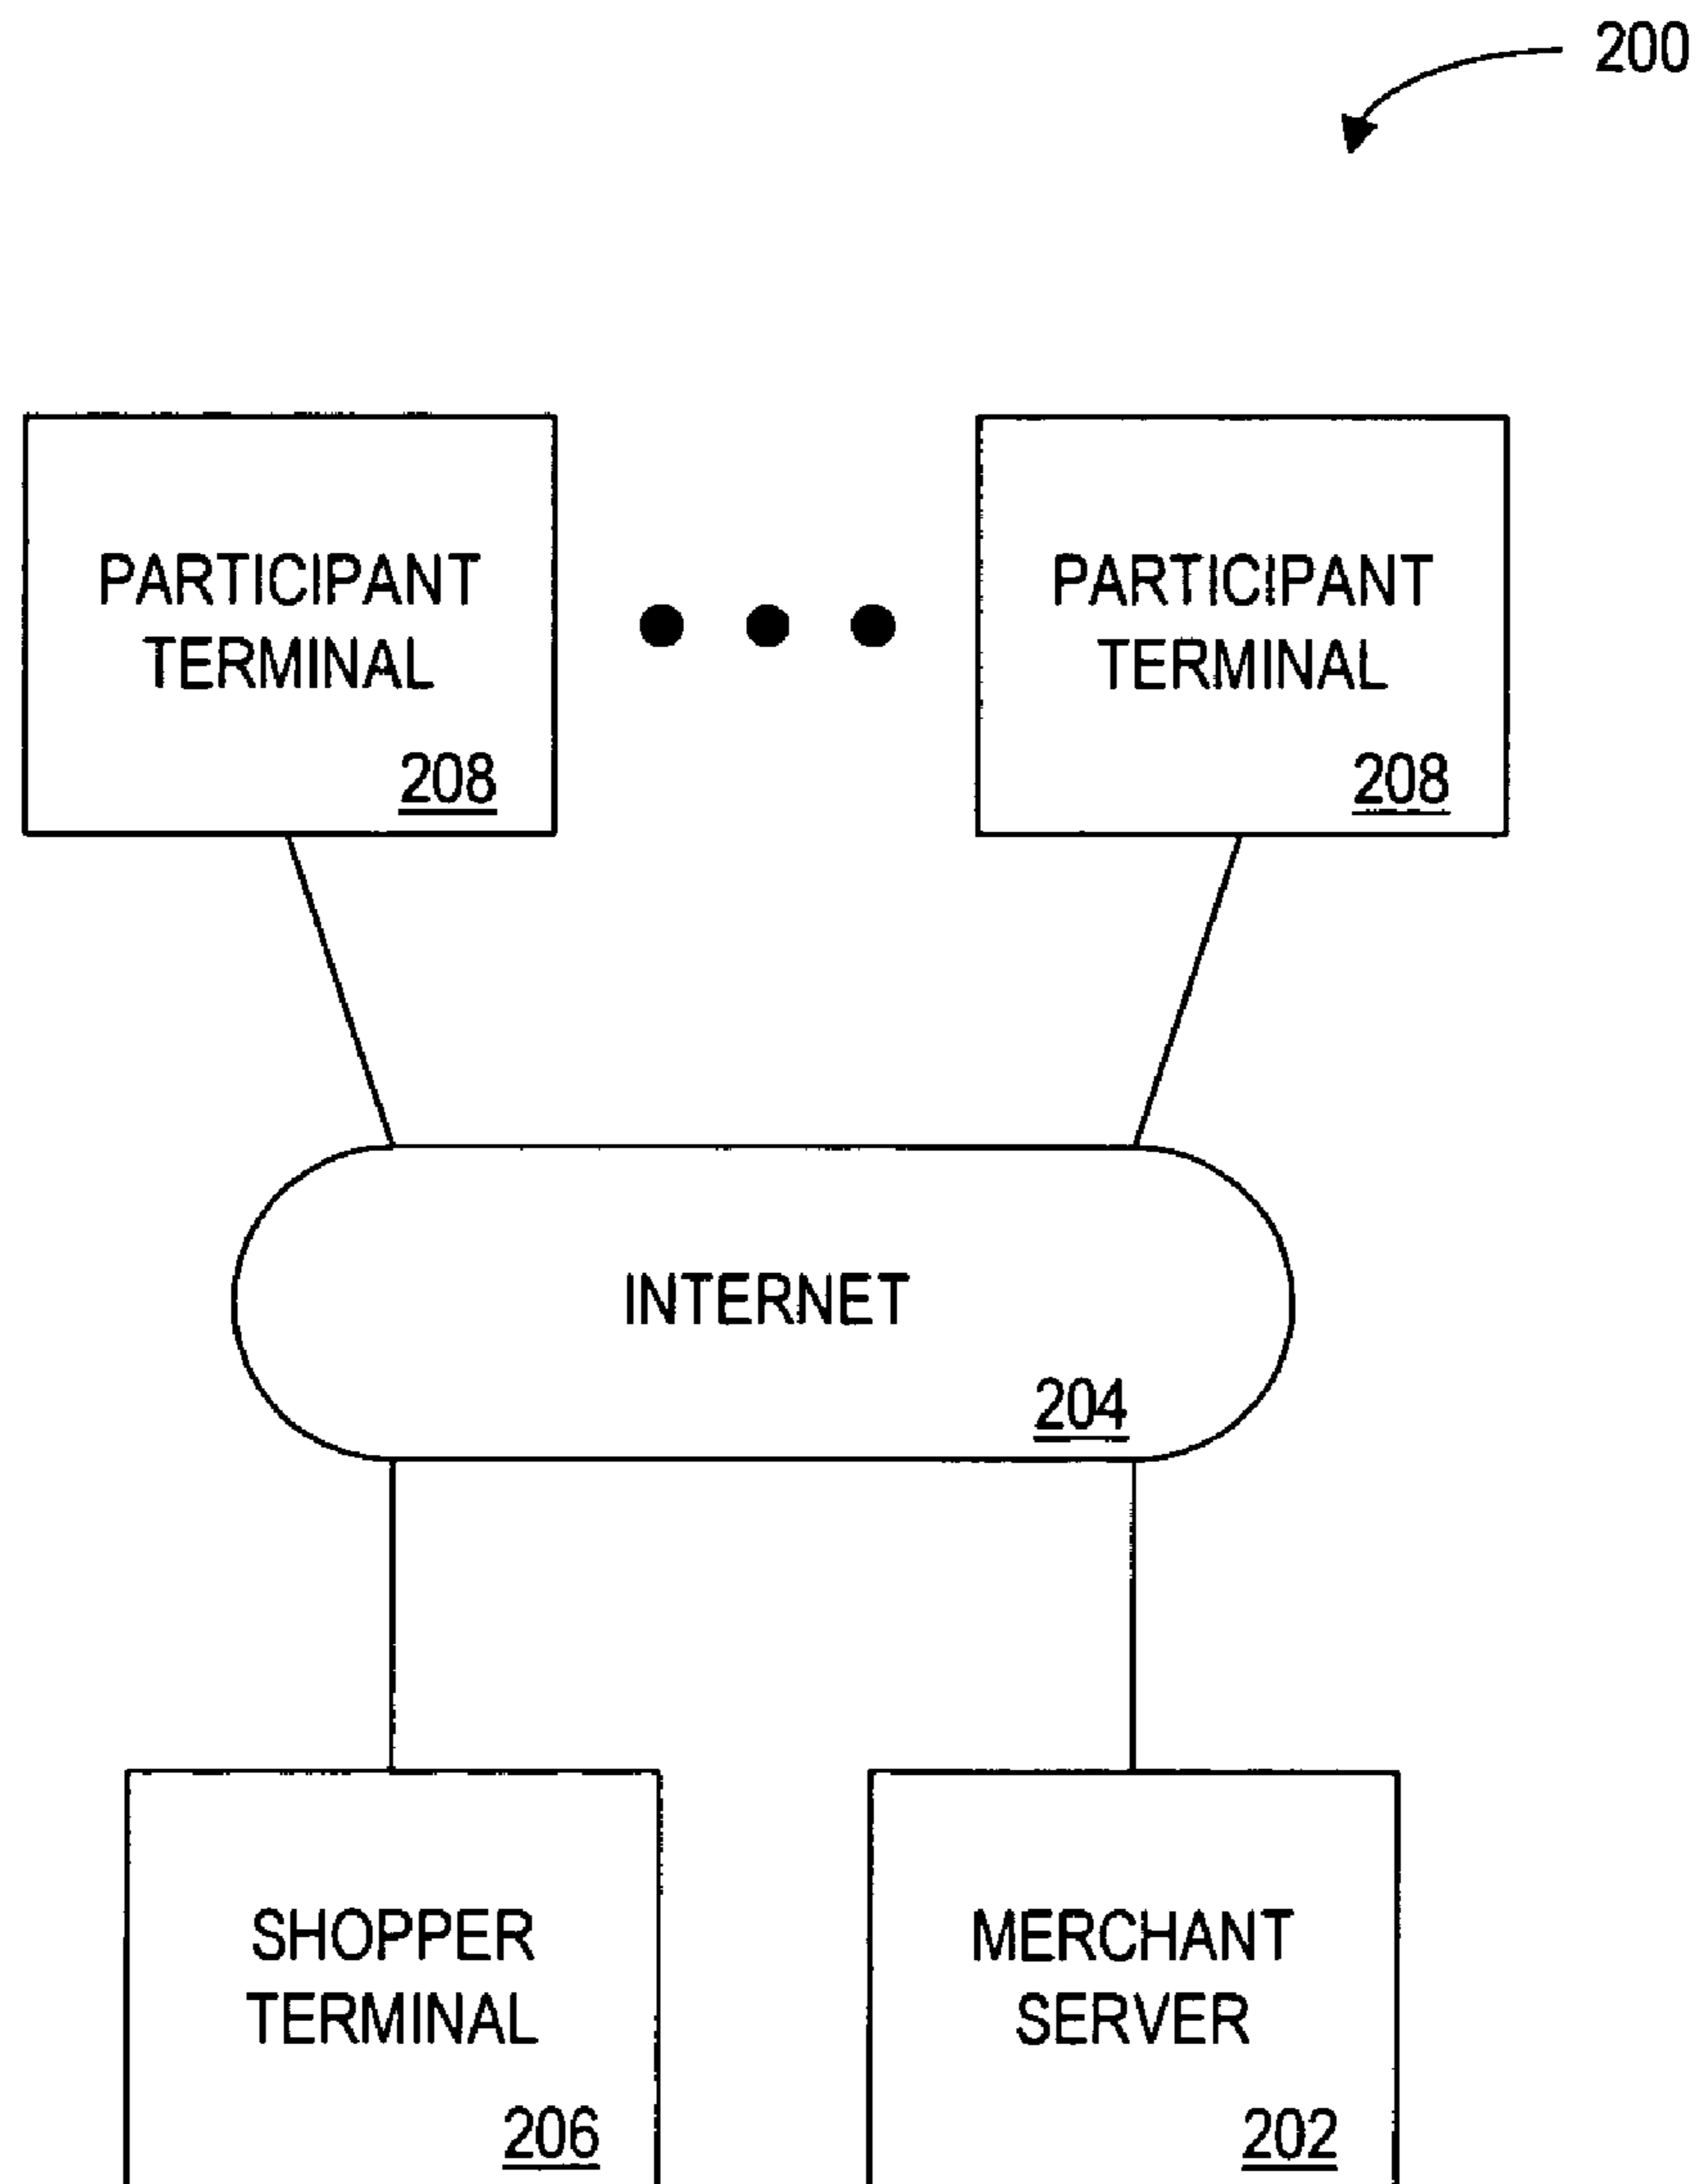 200
PARTICIPANT
TERMINAL
208
PARTICIPANT
TERMINAL
208
INTERNET
204
SHOPPER
TERMINAL
206
MERCHANT
SERVER
202